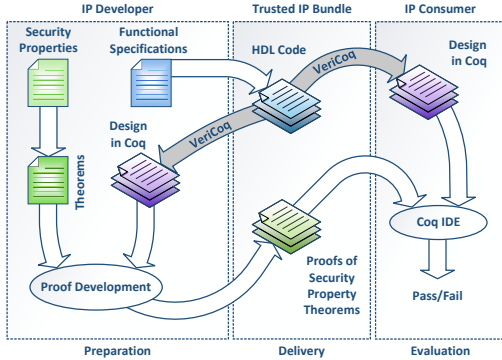 IP Developer
Trusted IP Bundle
IP Consumer
Security
Properties
Functional
Specifications
HDL Code
VeriCoq
Design
in Coq
Design
in Coq
VeriCoq
Theorems
Coq IDE
Proof Development
Proofs of
Security
Property
Theorems
Pass/Fail
Preparation
Delivery
Evaluation